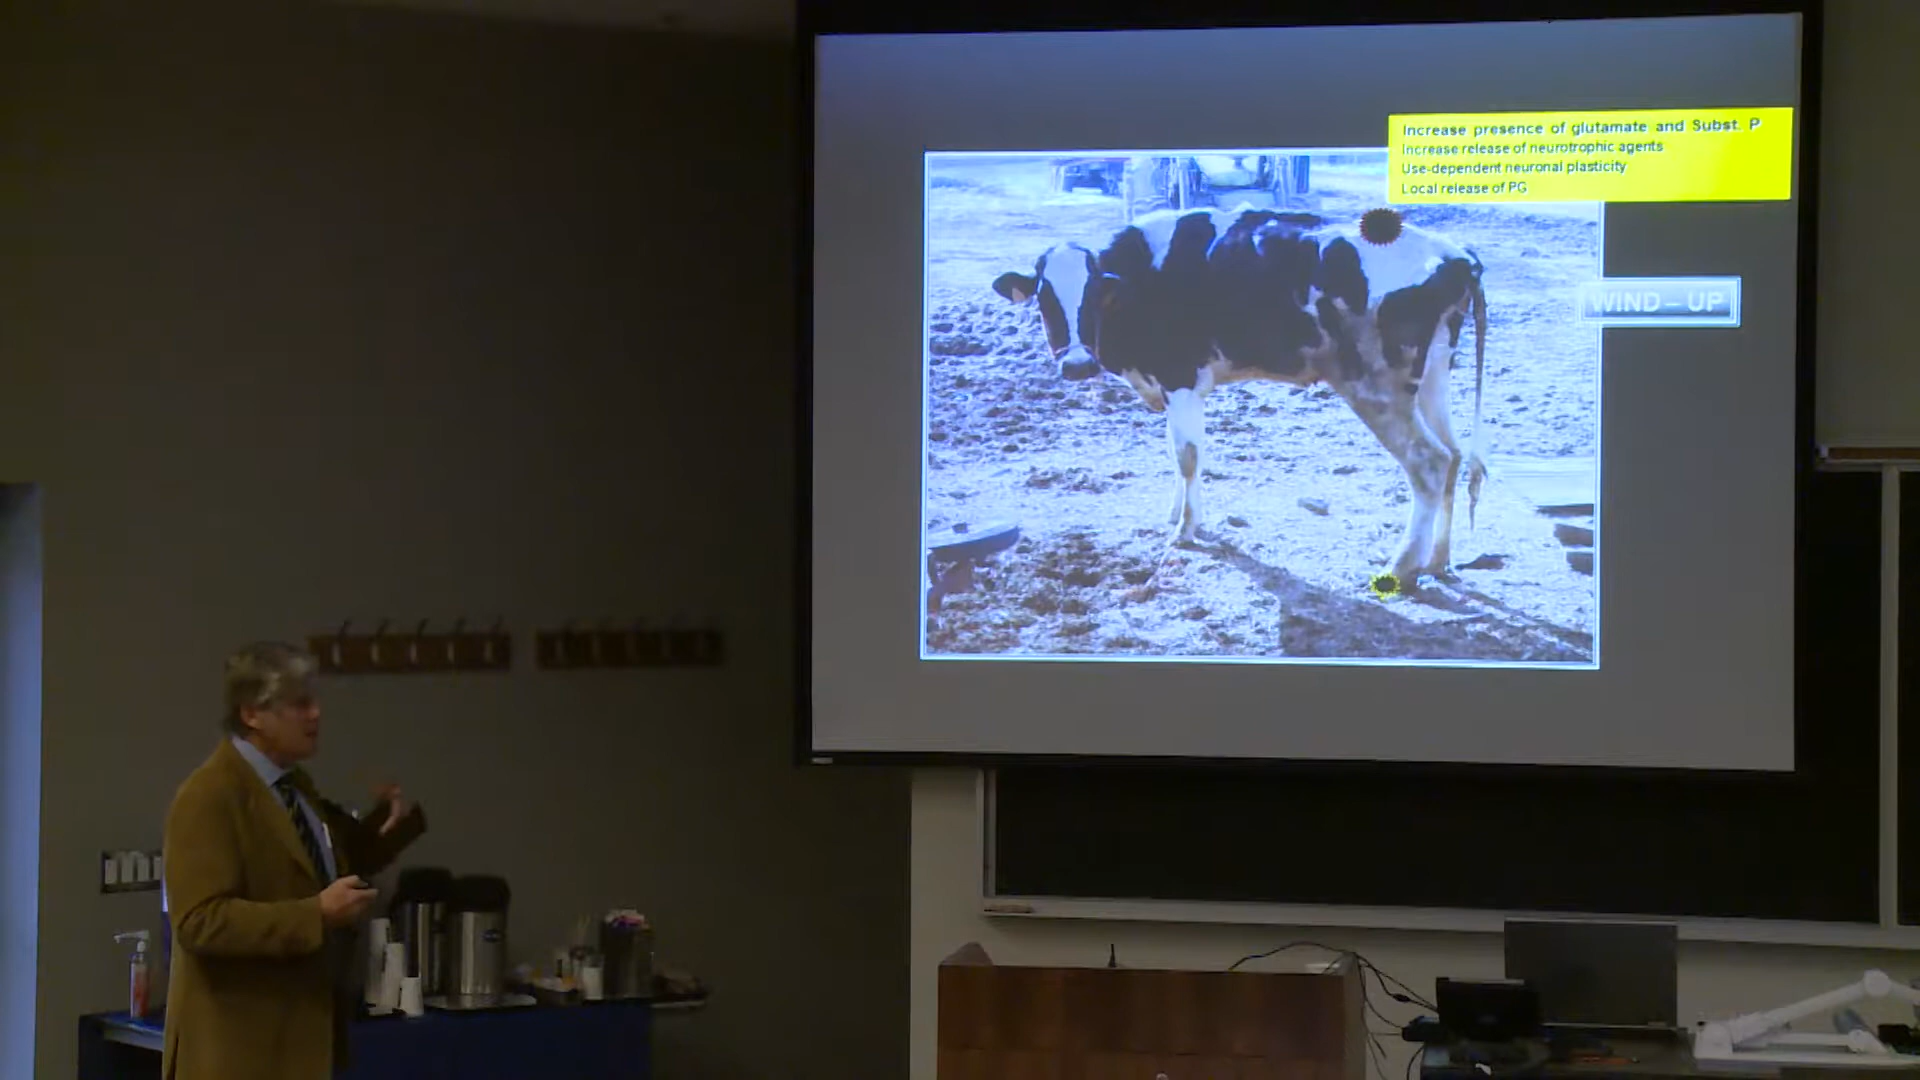 Increase presence of glutamate and Subst. P
Increase release of neurotrophic agents
Use-dependent neuronal plasticity
Local release of PG
WIND – UP